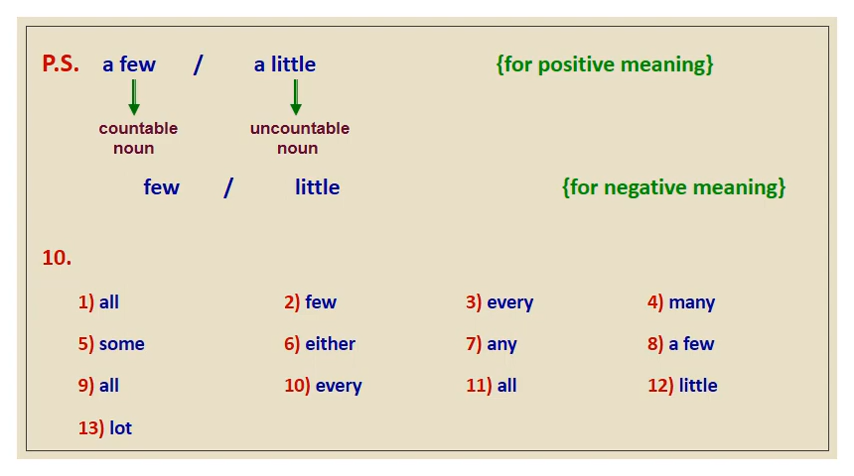 P.S. a few / a little {for positive meaning}
countable uncountable
noun noun
few / little {for negative meaning}
10.
1) all 2) few 3) every 4) many
5) some 6) either 7) any 8) a few
9) all 10) every 11) all 12) little
13) lot